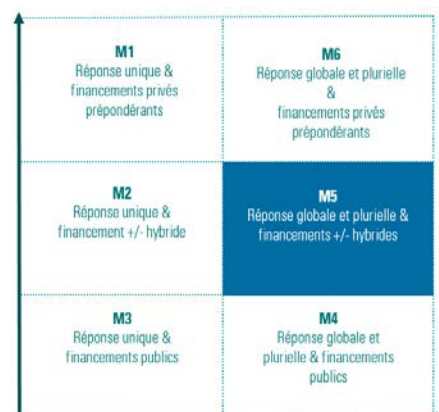 M1
Réponse unique &
financements privés
prépondérants
M6
Réponse globale et plurielle
&
financements privés
prépondérants
M2
Réponse unique &
financement +/- hybride
M5
Réponse globale et plurielle &
financements +/- hybrides
M3
Réponse unique &
financements publics
M4
Réponse globale et
plurielle & financements
publics